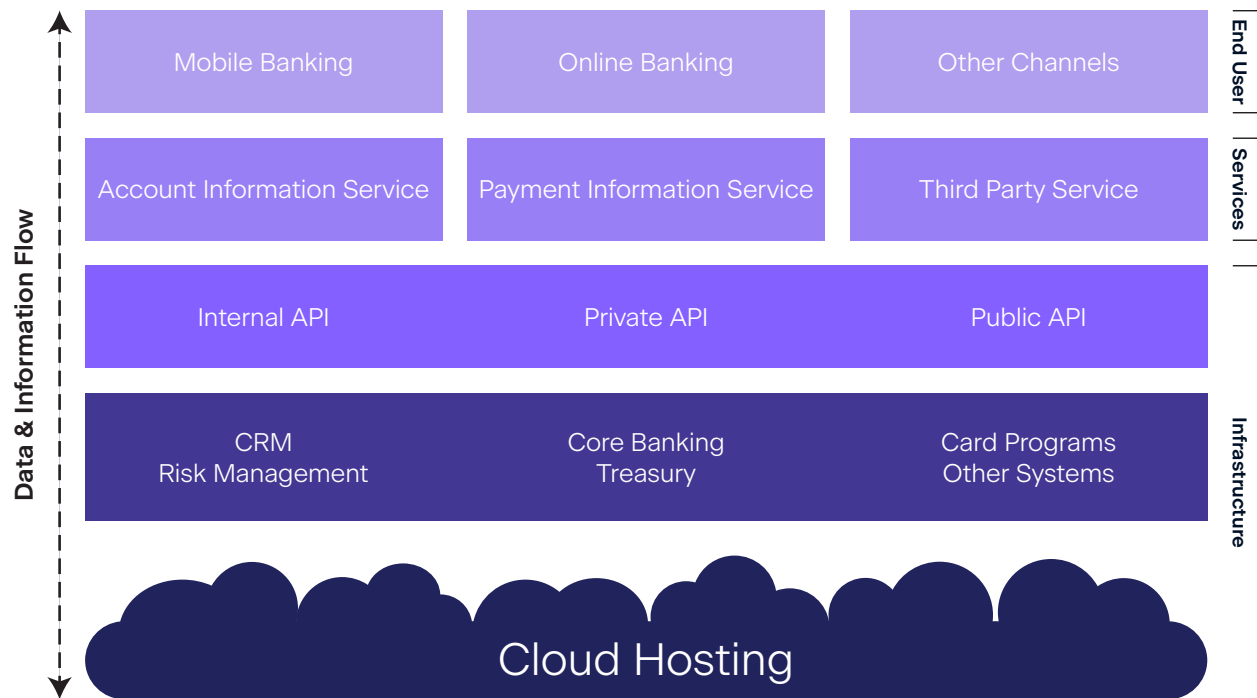 Data & Information Flow
Mobile Banking
Online Banking
Other Channels
End User
Account Information Service
Payment Information Service
Third Party Service
Services
Internal API
Private API
Public API
CRM
Risk Management
Core Banking
Treasury
Card Programs
Other Systems
Infrastructure
Cloud Hosting